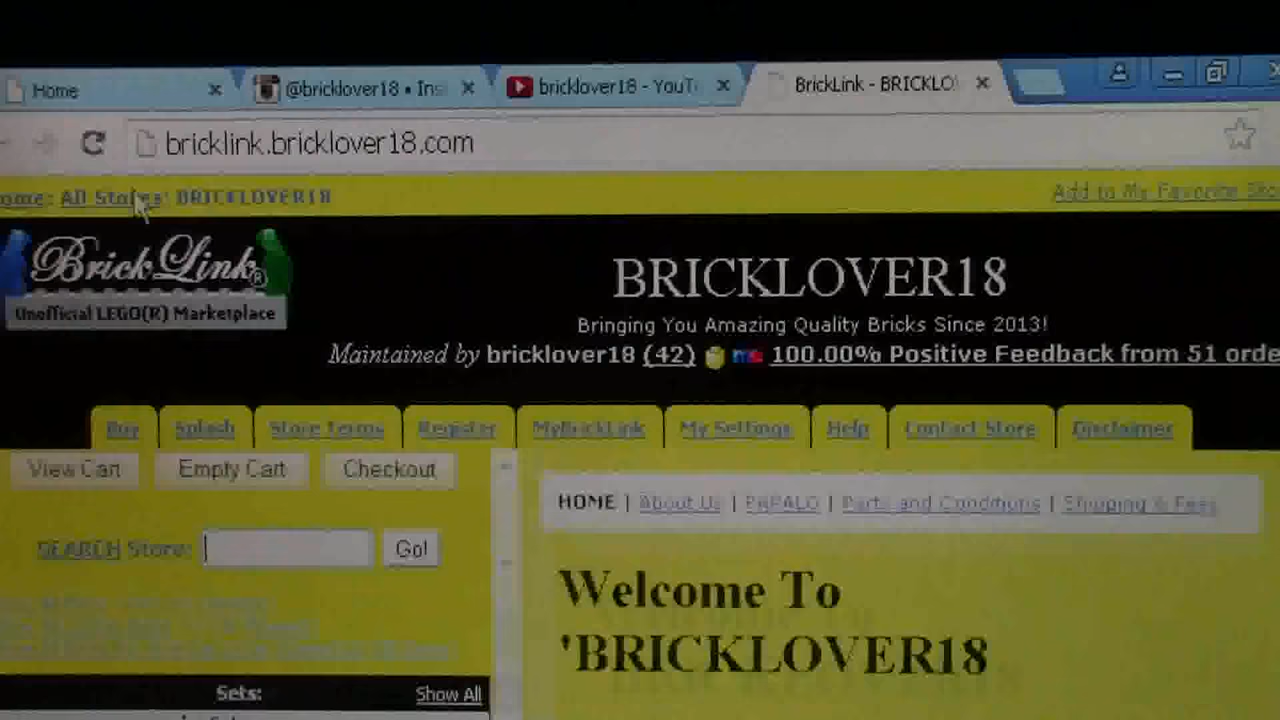 Home
@bricklover18 • Ins
bricklover18 - YouTu
BrickLink - BRICKLO
bricklink.bricklover18.com
ome: All Stores: BRICKLOVER18
Add to My Favorite Sto
BrickLink®
Unofficial LEGO(R) Marketplace
BRICKLOVER18
Bringing You Amazing Quality Bricks Since 2013!
Maintained by bricklover18 (42) 100.00% Positive Feedback from 51 orde
Buy
Splash
Store Terms
Register
MyBrickLink
My Settings
Help
Contact Store
Disclaimer
View Cart
Empty Cart
Checkout
HOME | About Us | PAPALO | Parts and Conditions | Shipping & Fees
SEARCH Store:
Go!
Welcome To
'BRICKLOVER18
Sets:
Show All